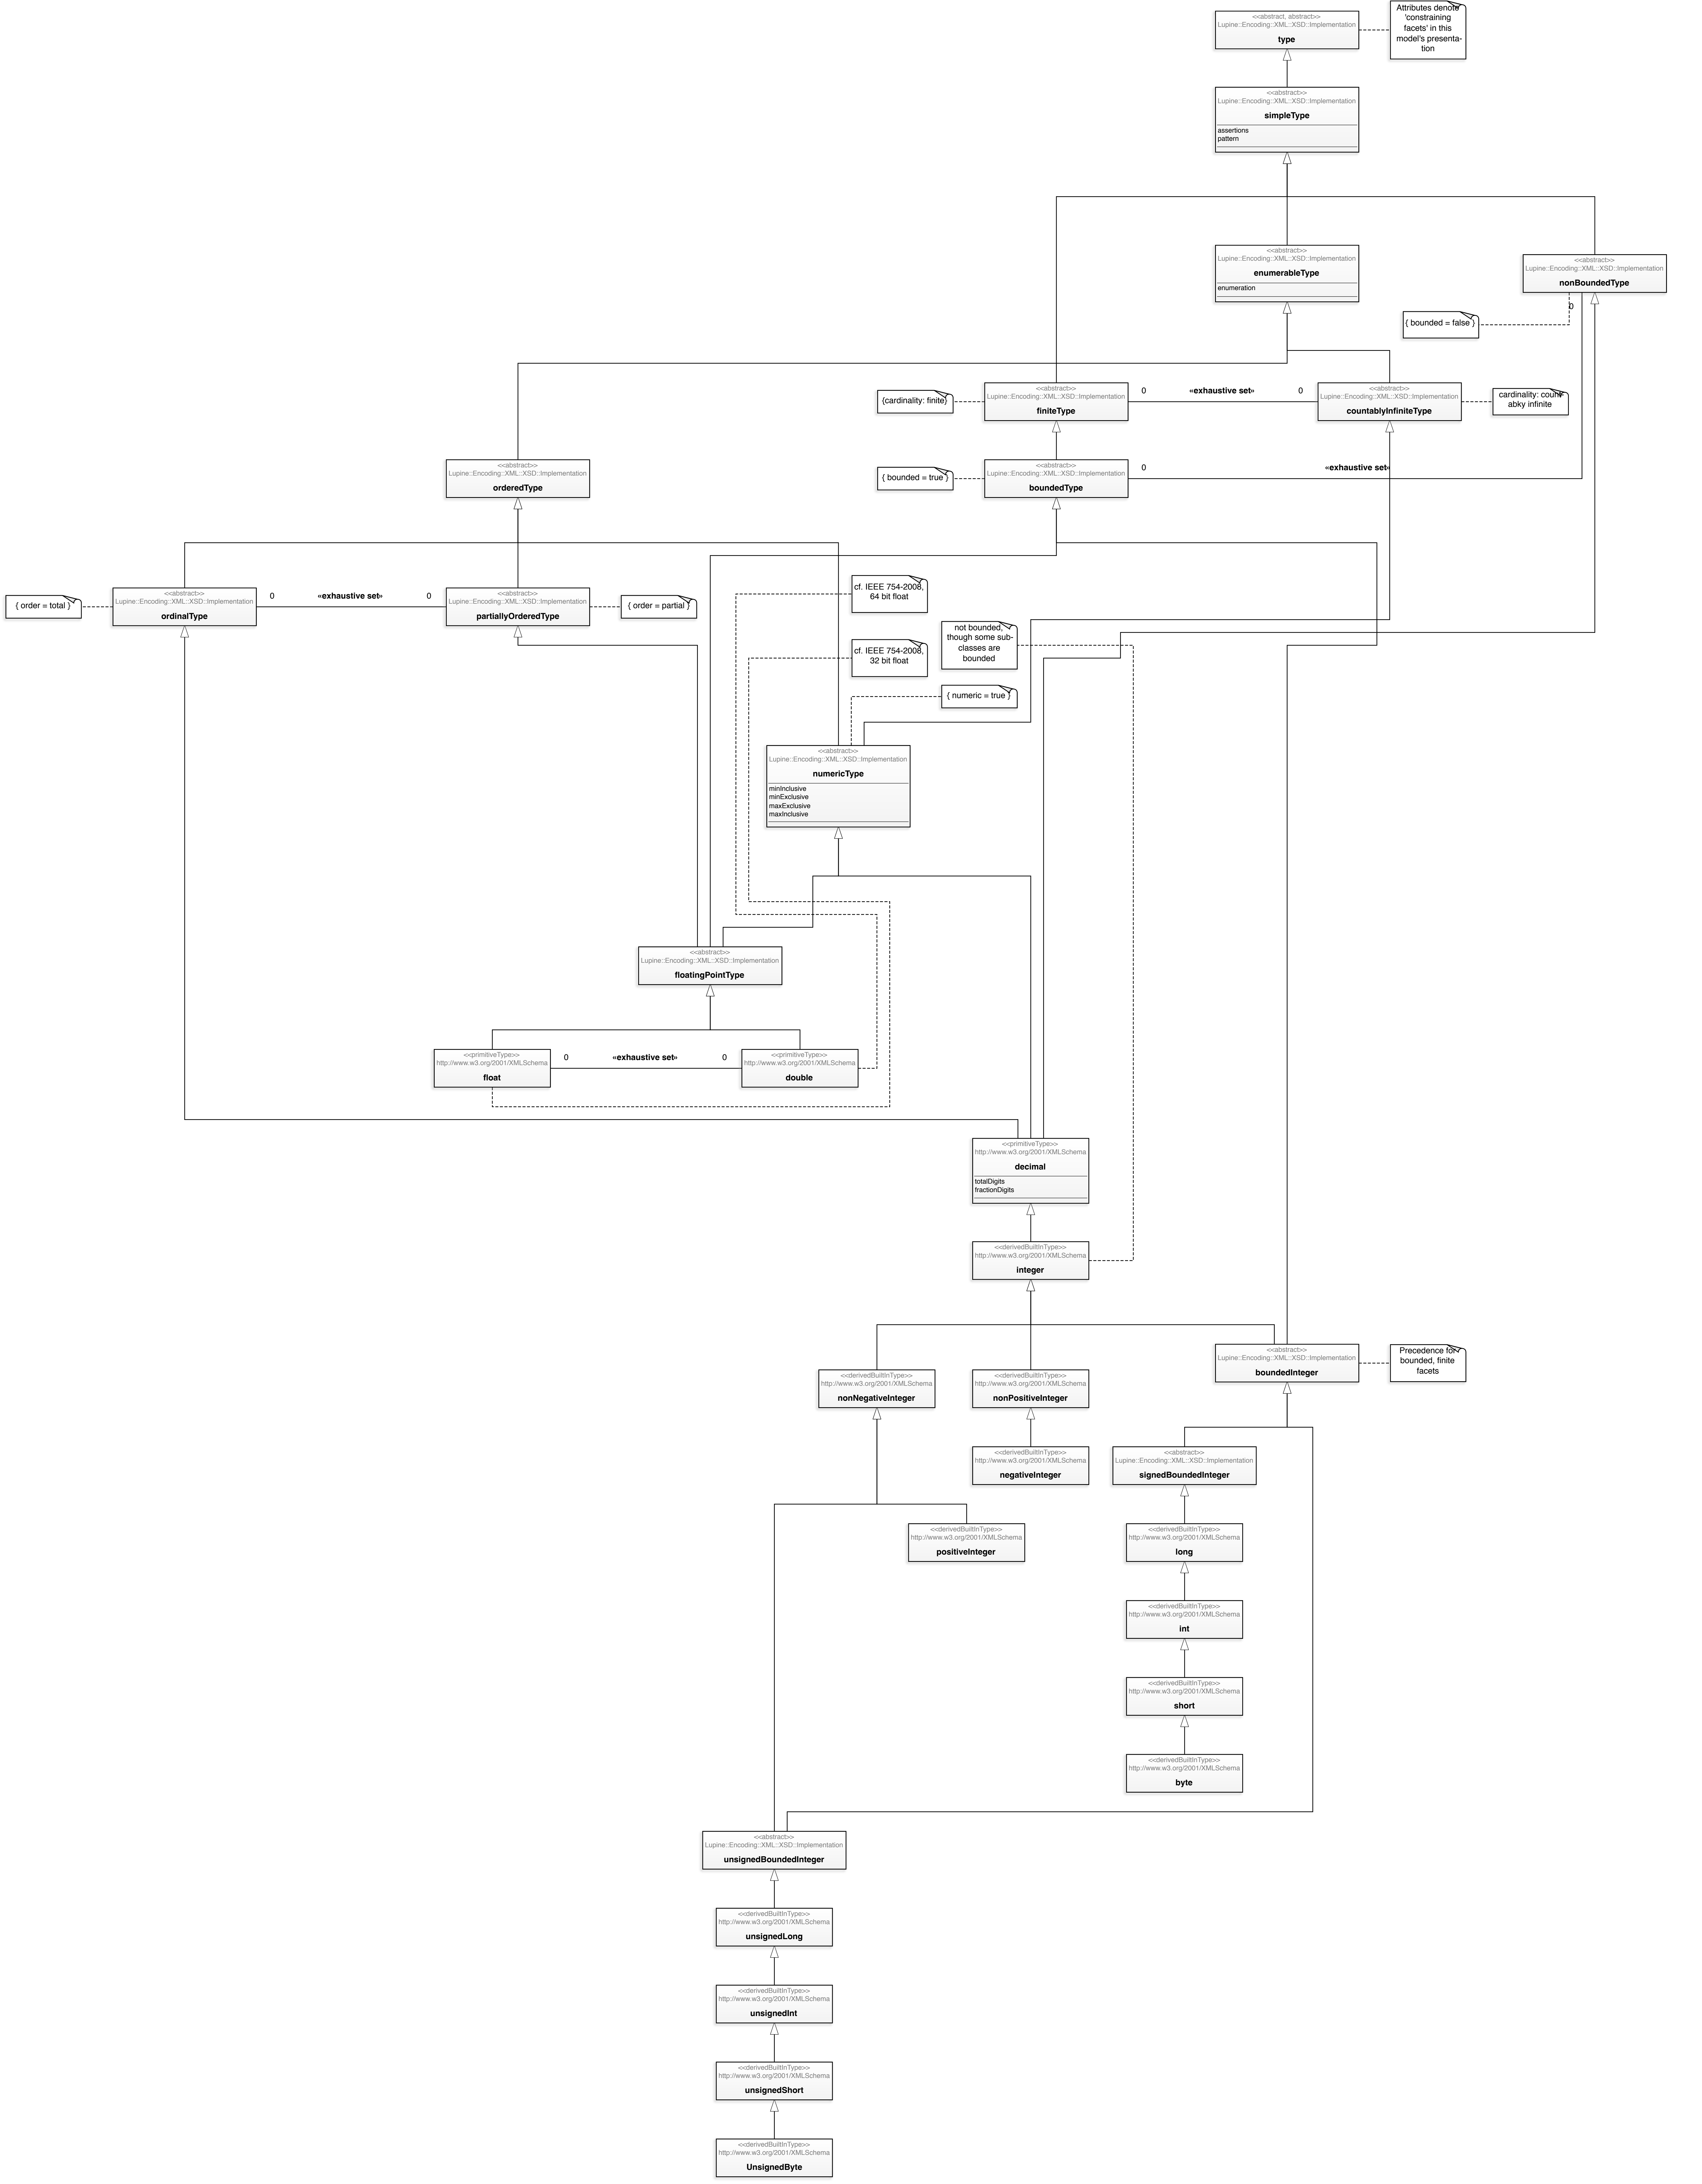 <<abstract, abstract>>
Lupine::Encoding::XML::XSD::Implementation
type
Attributes denote
'constraining
facets' in this
model's presenta-
tion
<<abstract>>
Lupine::Encoding::XML::XSD::Implementation
simpleType
assertions
pattern
<<abstract>>
Lupine::Encoding::XML::XSD::Implementation
enumerableType
enumeration
<<abstract>>
Lupine::Encoding::XML::XSD::Implementation
nonBoundedType
0
{ bounded = false }
{cardinality: finite}
<<abstract>>
Lupine::Encoding::XML::XSD::Implementation
finiteType
0
«exhaustive set»
0
<<abstract>>
Lupine::Encoding::XML::XSD::Implementation
countablyInfiniteType
cardinality: count-
abky infinite
<<abstract>>
Lupine::Encoding::XML::XSD::Implementation
orderedType
{ bounded = true }
<<abstract>>
Lupine::Encoding::XML::XSD::Implementation
boundedType
0
«exhaustive set»
{ order = total }
<<abstract>>
Lupine::Encoding::XML::XSD::Implementation
ordinalType
0
«exhaustive set»
0
<<abstract>>
Lupine::Encoding::XML::XSD::Implementation
partiallyOrderedType
{ order = partial }
cf. IEEE 754-2008,
64 bit float
not bounded,
though some sub-
classes are
bounded
cf. IEEE 754-2008,
32 bit float
{ numeric = true }
<<abstract>>
Lupine::Encoding::XML::XSD::Implementation
numericType
minInclusive
minExclusive
maxExclusive
maxInclusive
<<abstract>>
Lupine::Encoding::XML::XSD::Implementation
floatingPointType
<<primitiveType>>
http://www.w3.org/2001/XMLSchema
float
0
«exhaustive set»
0
<<primitiveType>>
http://www.w3.org/2001/XMLSchema
double
<<primitiveType>>
http://www.w3.org/2001/XMLSchema
decimal
totalDigits
fractionDigits
<<derivedBuiltInType>>
http://www.w3.org/2001/XMLSchema
integer
<<derivedBuiltInType>>
http://www.w3.org/2001/XMLSchema
nonNegativeInteger
<<derivedBuiltInType>>
http://www.w3.org/2001/XMLSchema
nonPositiveInteger
<<abstract>>
Lupine::Encoding::XML::XSD::Implementation
boundedInteger
Precedence for
bounded, finite
facets
<<derivedBuiltInType>>
http://www.w3.org/2001/XMLSchema
negativeInteger
<<abstract>>
Lupine::Encoding::XML::XSD::Implementation
signedBoundedInteger
<<derivedBuiltInType>>
http://www.w3.org/2001/XMLSchema
positiveInteger
<<derivedBuiltInType>>
http://www.w3.org/2001/XMLSchema
long
<<derivedBuiltInType>>
http://www.w3.org/2001/XMLSchema
int
<<derivedBuiltInType>>
http://www.w3.org/2001/XMLSchema
short
<<derivedBuiltInType>>
http://www.w3.org/2001/XMLSchema
byte
<<abstract>>
Lupine::Encoding::XML::XSD::Implementation
unsignedBoundedInteger
<<derivedBuiltInType>>
http://www.w3.org/2001/XMLSchema
unsignedLong
<<derivedBuiltInType>>
http://www.w3.org/2001/XMLSchema
unsignedInt
<<derivedBuiltInType>>
http://www.w3.org/2001/XMLSchema
unsignedShort
<<derivedBuiltInType>>
http://www.w3.org/2001/XMLSchema
UnsignedByte